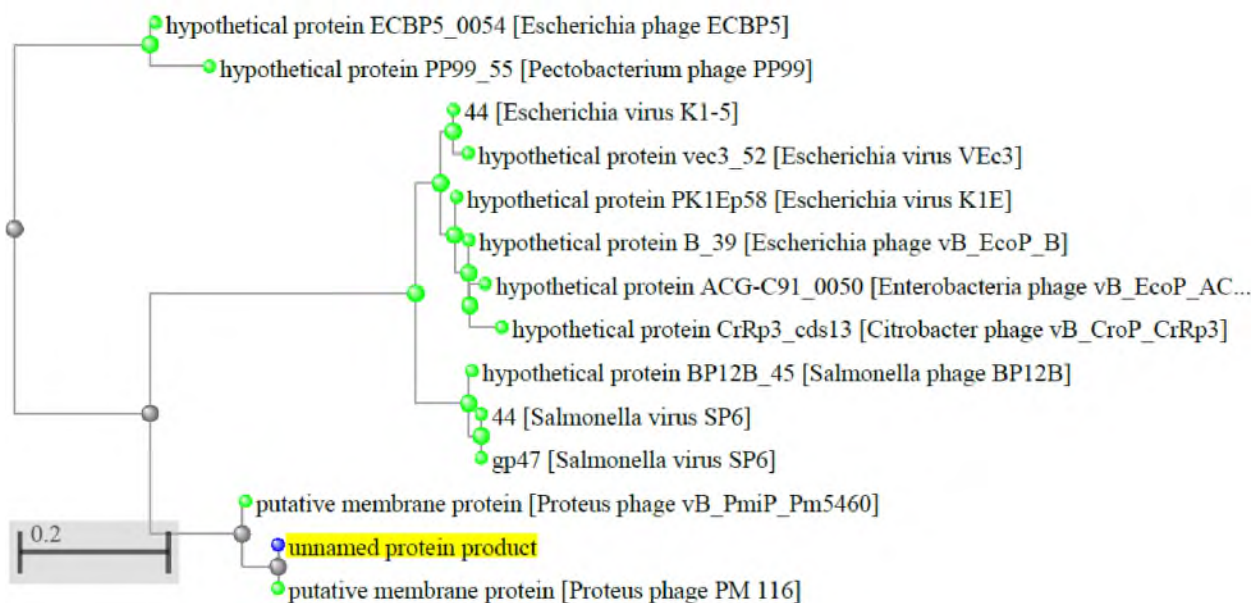 hypothetical protein ECBP5_0054 [Escherichia phage ECBP5]
hypothetical protein PP99_55 [Pectobacterium phage PP99]
44 [Escherichia virus K1-5]
hypothetical protein vec3_52 [Escherichia virus VEc3]
hypothetical protein PK1Ep58 [Escherichia virus K1E]
hypothetical protein B_39 [Escherichia phage vB_EcoP_B]
hypothetical protein ACG-C91_0050 [Enterobacteria phage vB_EcoP_AC...
hypothetical protein CrRp3_cds13 [Citrobacter phage vB_CroP_CrRp3]
hypothetical protein BP12B_45 [Salmonella phage BP12B]
44 [Salmonella virus SP6]
gp47 [Salmonella virus SP6]
putative membrane protein [Proteus phage vB_PmiP_Pm5460]
0.2
unnamed protein product
putative membrane protein [Proteus phage PM 116]